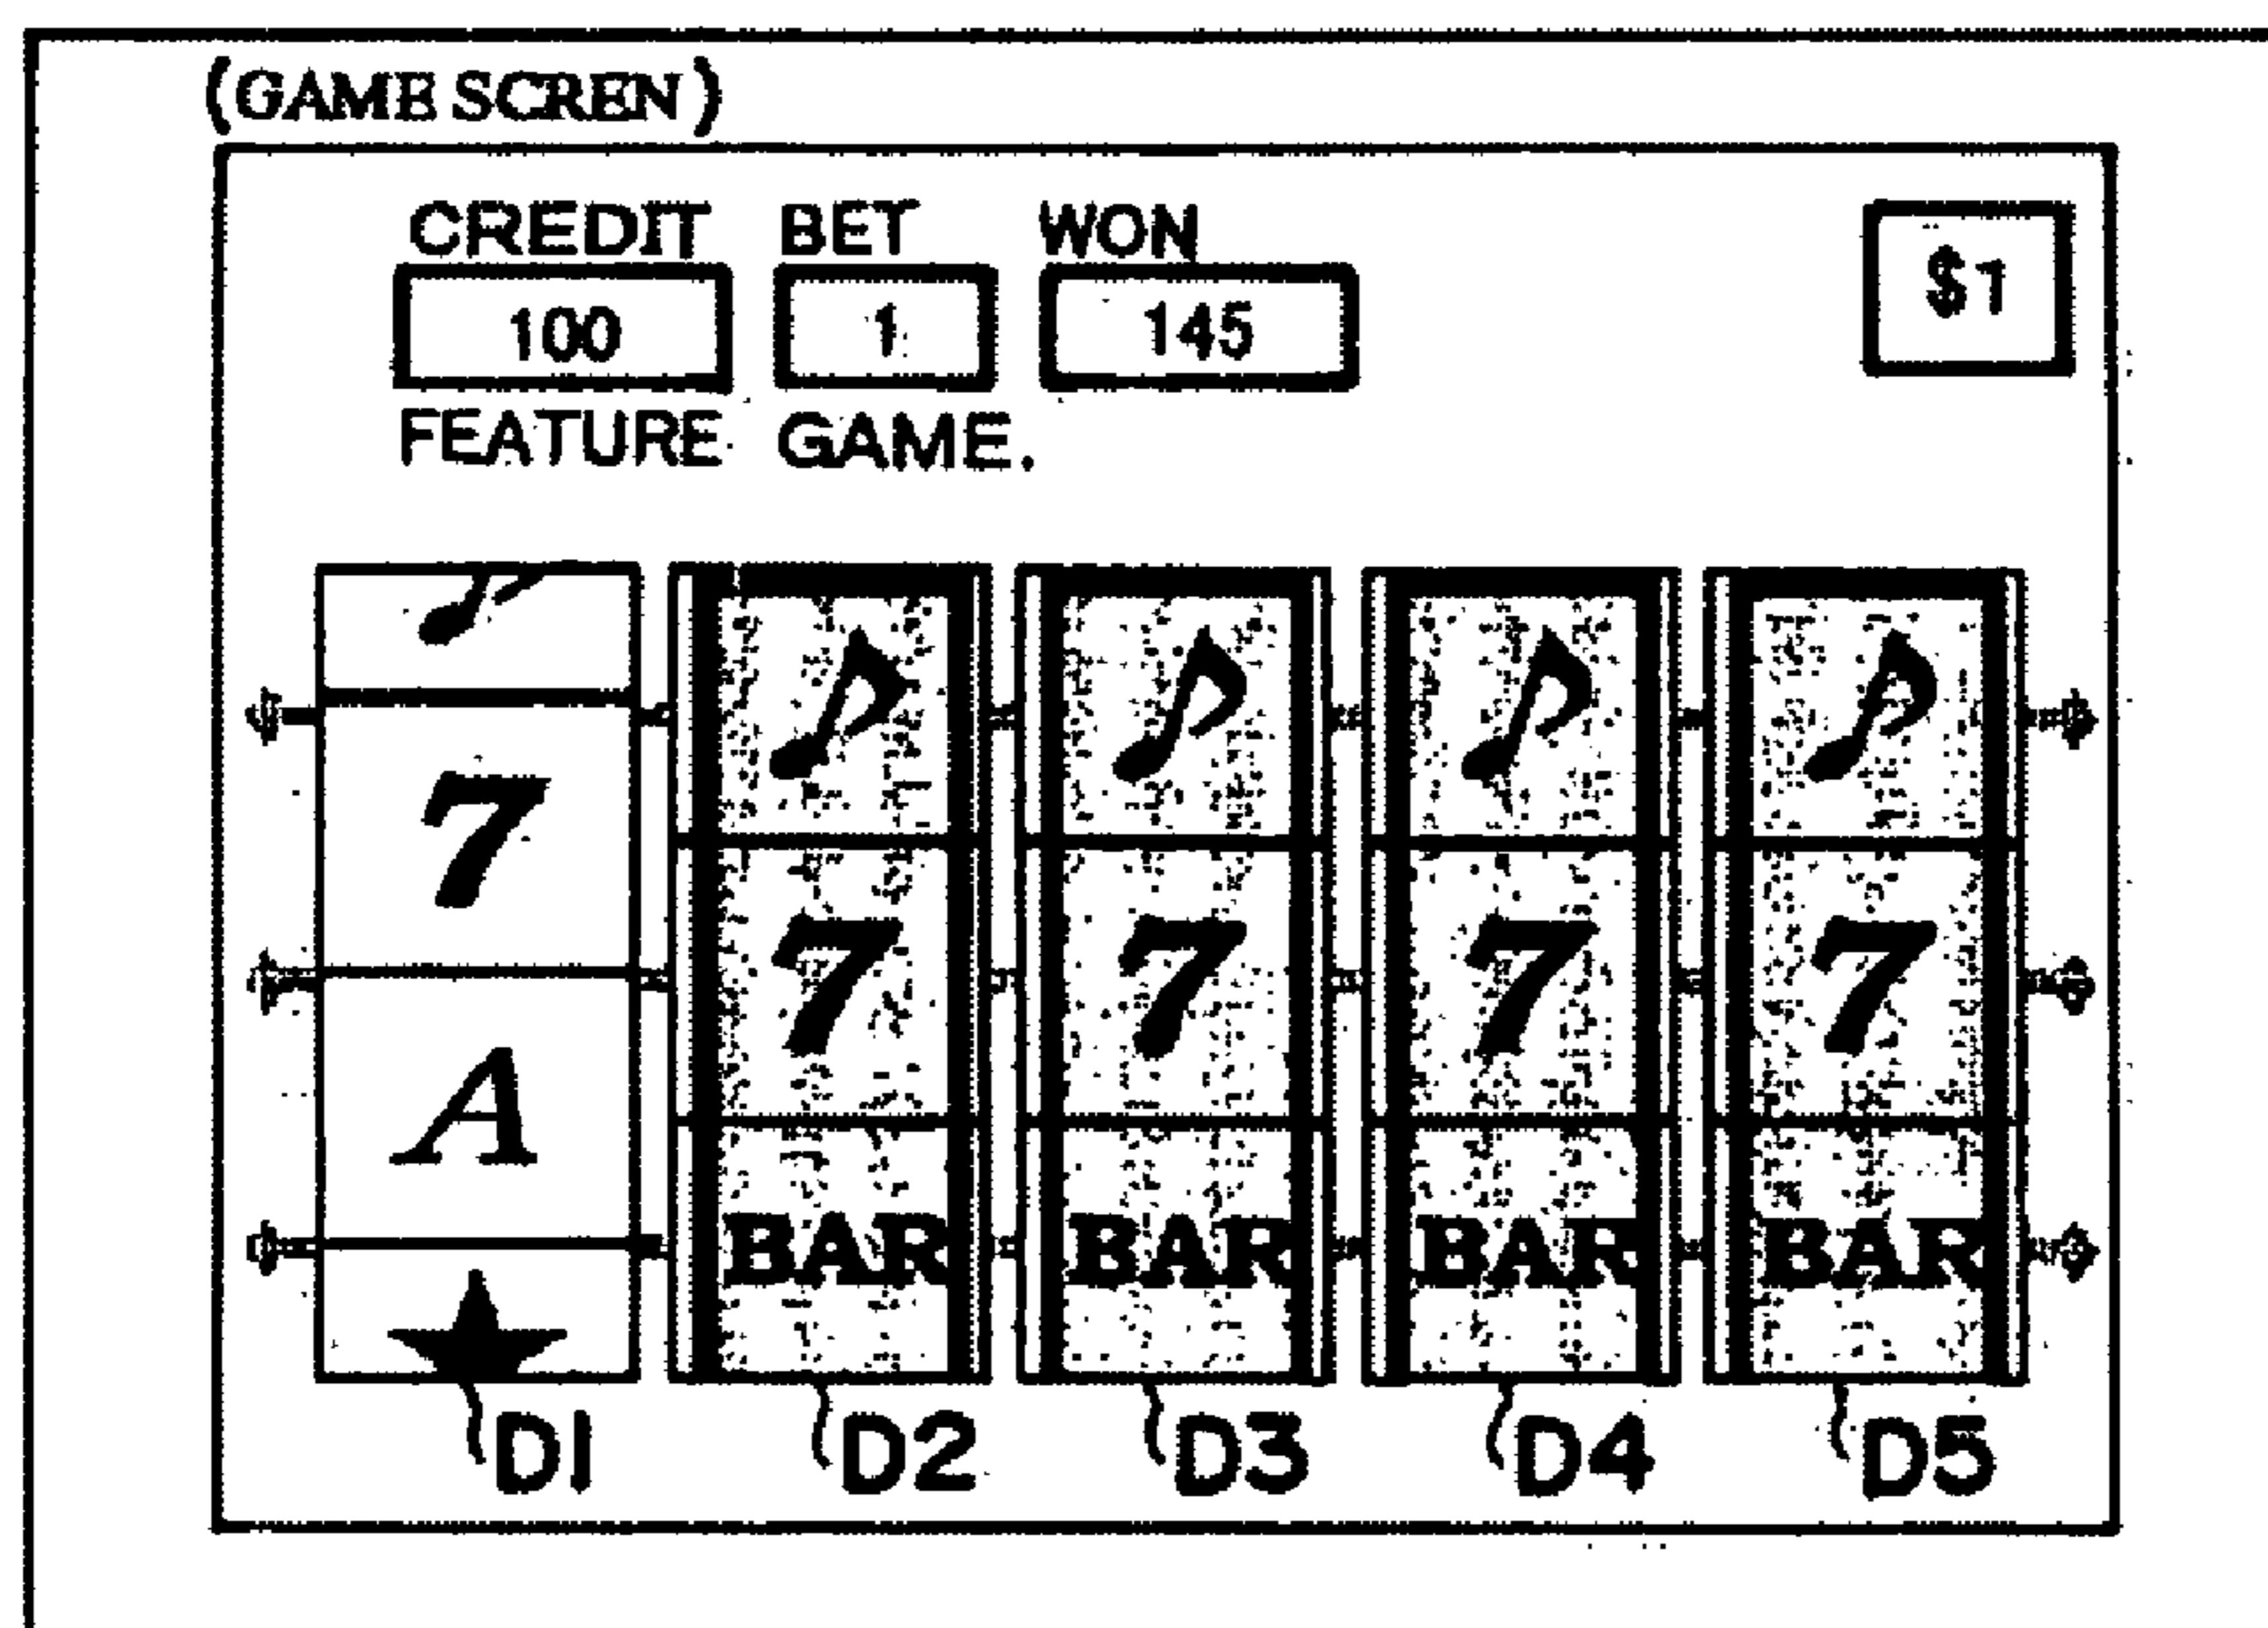 (GAME SCREN)
CREDIT BET WON
$1
100 1 145
FEATURE GAME.
7
7 7 7 7
A
BAR BAR BAR BAR
D1 D2 D3 D4 D5